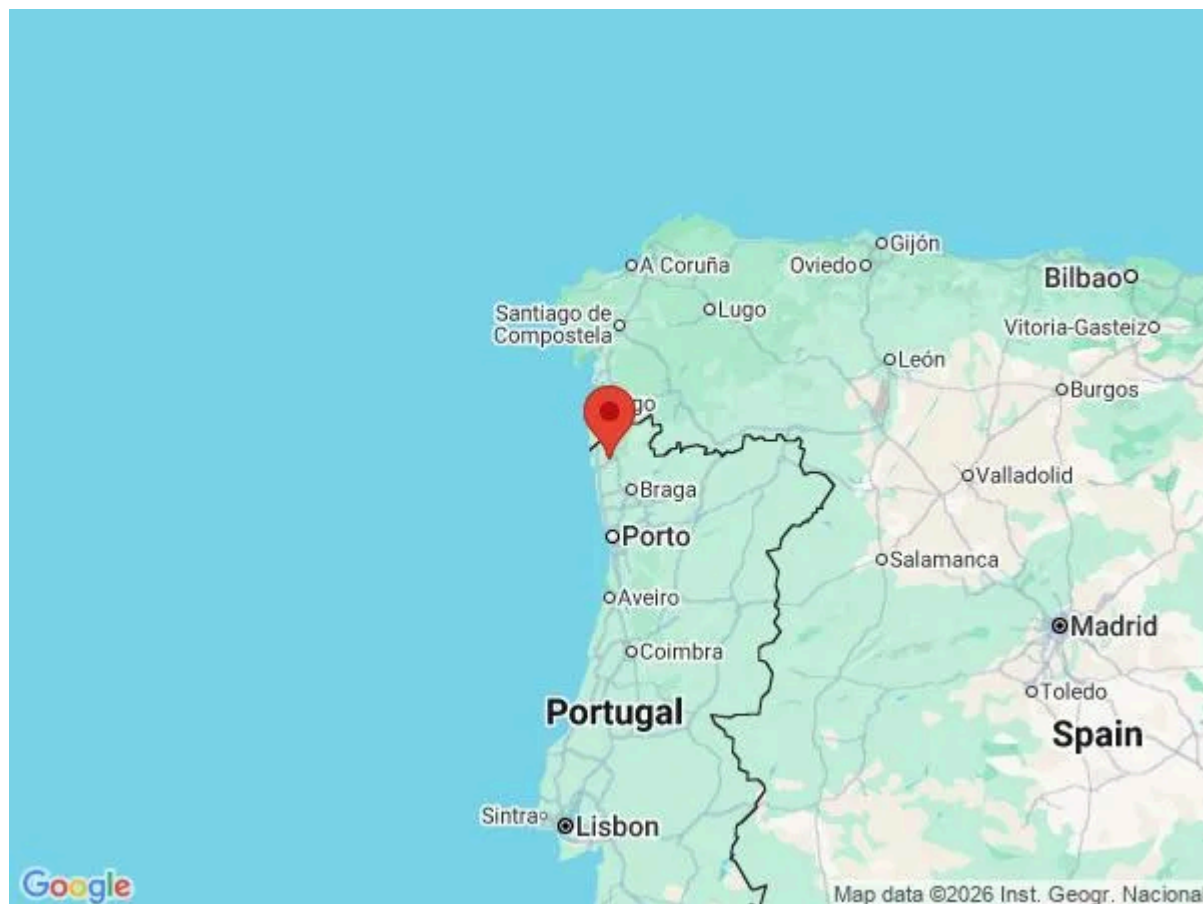 Gijón
A Coruña
Oviedo
Bilbao
Lugo
Santiago de
Compostela
Vitoria-Gasteiz
León
Burgos
Valladolid
Braga
Porto
Salamanca
Aveiro
Madrid
Coimbra
Toledo
Portugal
Spain
Sintra
Lisbon
Google
Map data ©2026 Inst. Geogr. Nacional